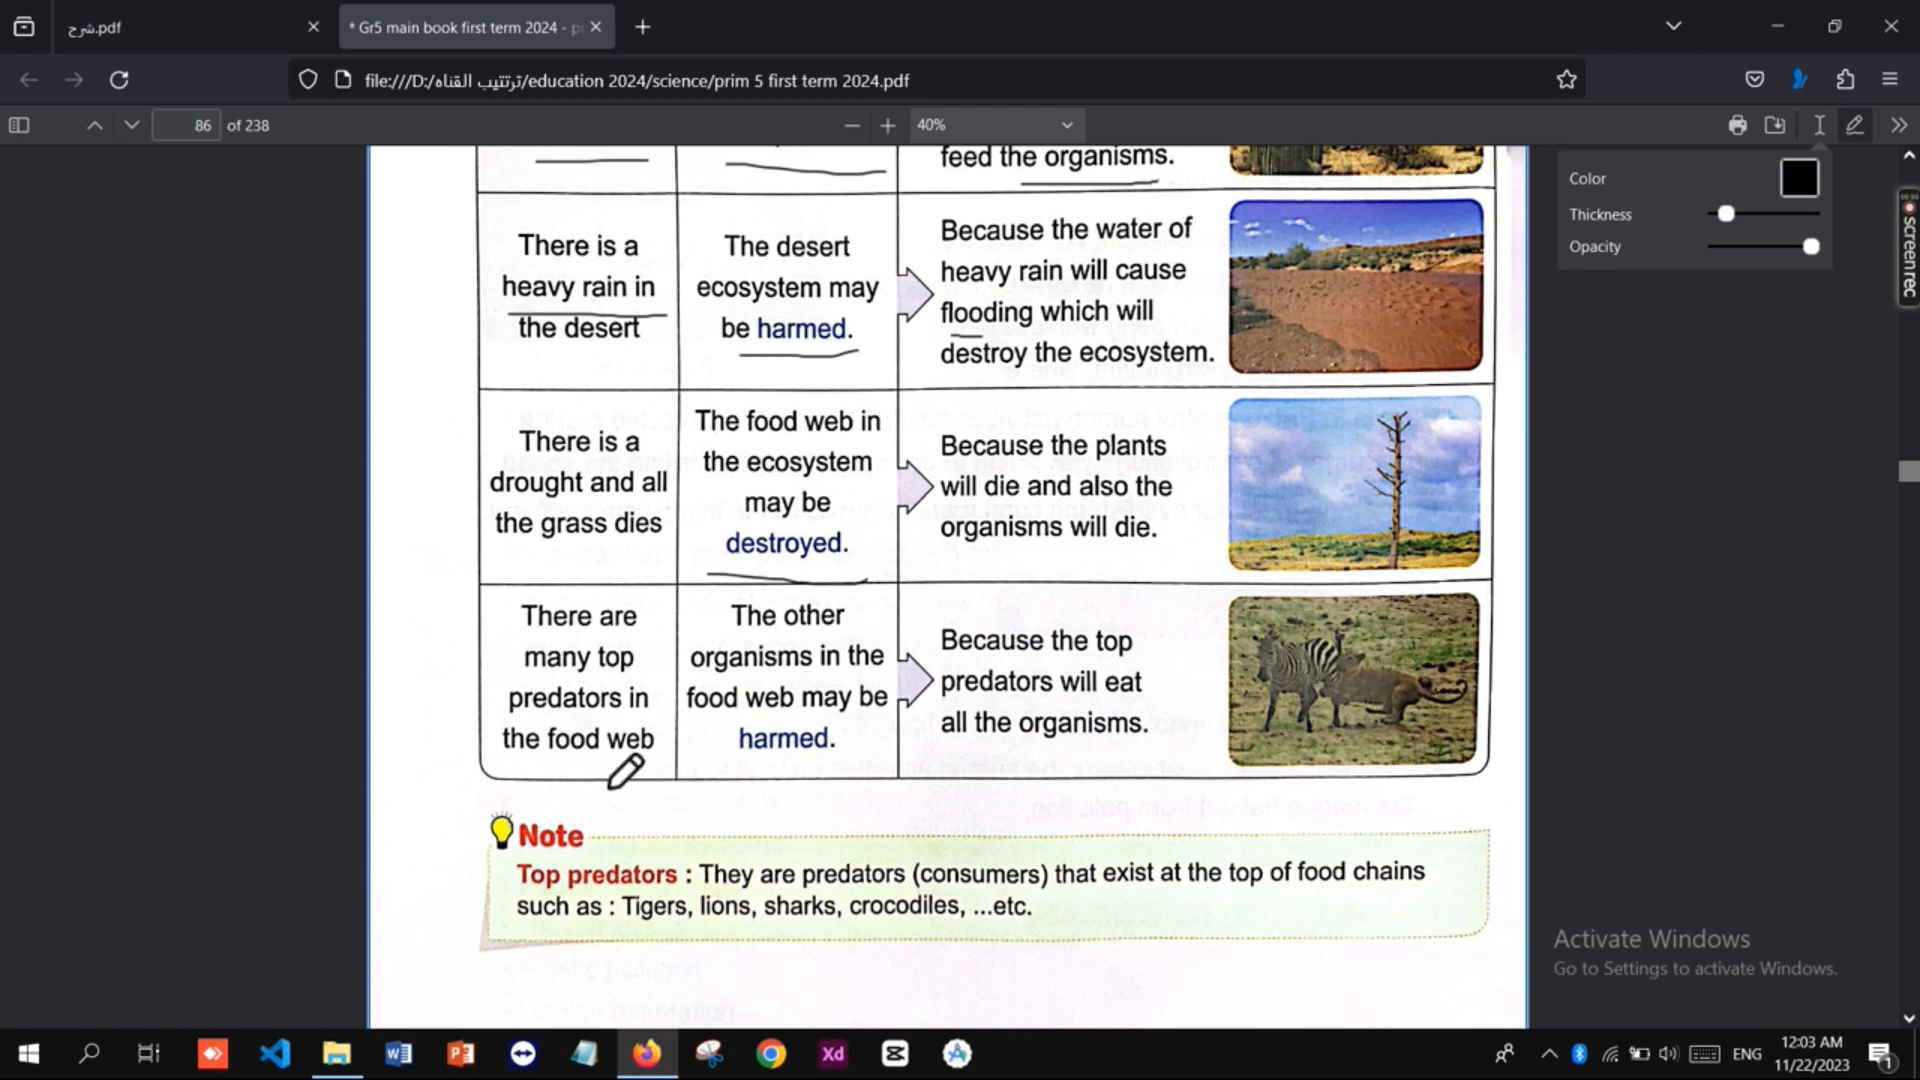 شرح.pdf
* Gr5 main book first term 2024 - pr
file:///D:/ترتتيب القناه/education 2024/science/prim 5 first term 2024.pdf
86 of 238
40%
Color
Thickness
Opacity
screenrec
feed the organisms.
There is a
heavy rain in
the desert
The desert
ecosystem may
be harmed.
Because the water of
heavy rain will cause
flooding which will
destroy the ecosystem.
There is a
drought and all
the grass dies
The food web in
the ecosystem
may be
destroyed.
Because the plants
will die and also the
organisms will die.
There are
many top
predators in
the food web
The other
organisms in the
food web may be
harmed.
Because the top
predators will eat
all the organisms.
Note
Top predators : They are predators (consumers) that exist at the top of food chains
such as : Tigers, lions, sharks, crocodiles, ...etc.
Activate Windows
Go to Settings to activate Windows.
Xd
ENG
12:03 AM
11/22/2023
1